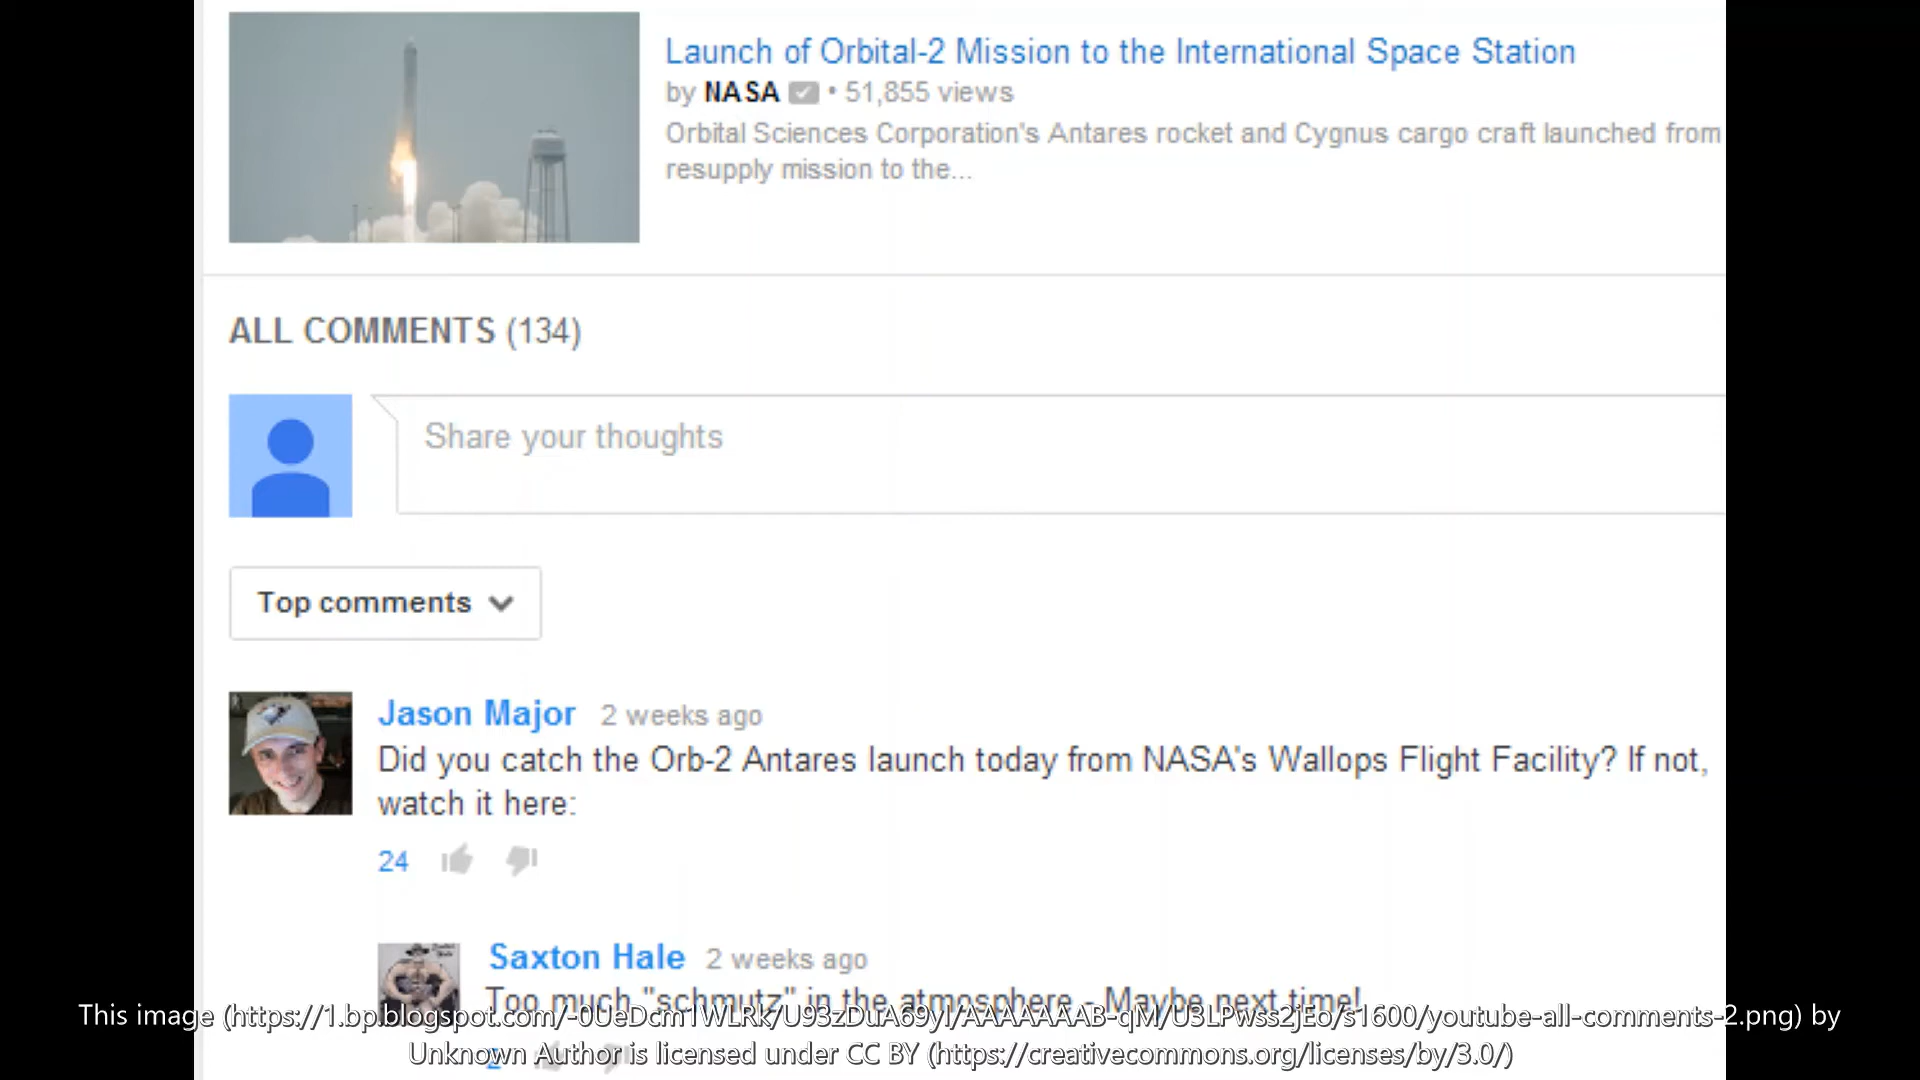 Launch of Orbital-2 Mission to the International Space Station
by NASA • 51,855 views
Orbital Sciences Corporation's Antares rocket and Cygnus cargo craft launched from
resupply mission to the...
ALL COMMENTS (134)
Share your thoughts
Top comments
Jason Major 2 weeks ago
Did you catch the Orb-2 Antares launch today from NASA's Wallops Flight Facility? If not,
watch it here:
24
Saxton Hale 2 weeks ago
Too much "schmutz" in the atmosphere - Maybe next time!
This image (https://1.bp.blogspot.com/-0UeDcm1WLRk/U93zDuA69yI/AAAAAAAB-qM/U3LPwss2jEo/s1600/youtube-all-comments-2.png) by
Unknown Author is licensed under CC BY (https://creativecommons.org/licenses/by/3.0/)